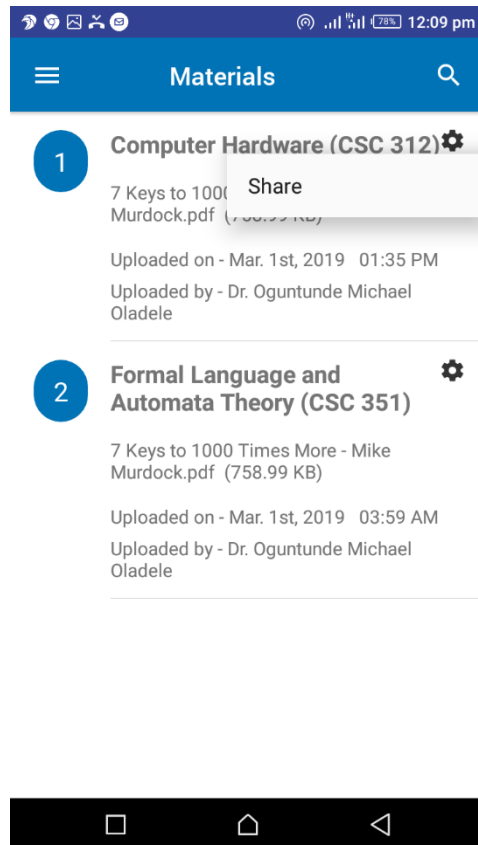 78% 12:09 pm
Materials
1
Computer Hardware (CSC 312)
Share
7 Keys to
Murdock.pdf
Uploaded on - Mar. 1st, 2019 01:35 PM
Uploaded by - Dr. Oguntunde Michael
Oladele
2
Formal Language and
Automata Theory (CSC 351)
7 Keys to 1000 Times More - Mike
Murdock.pdf (758.99 KB)
Uploaded on - Mar. 1st, 2019 03:59 AM
Uploaded by - Dr. Oguntunde Michael
Oladele